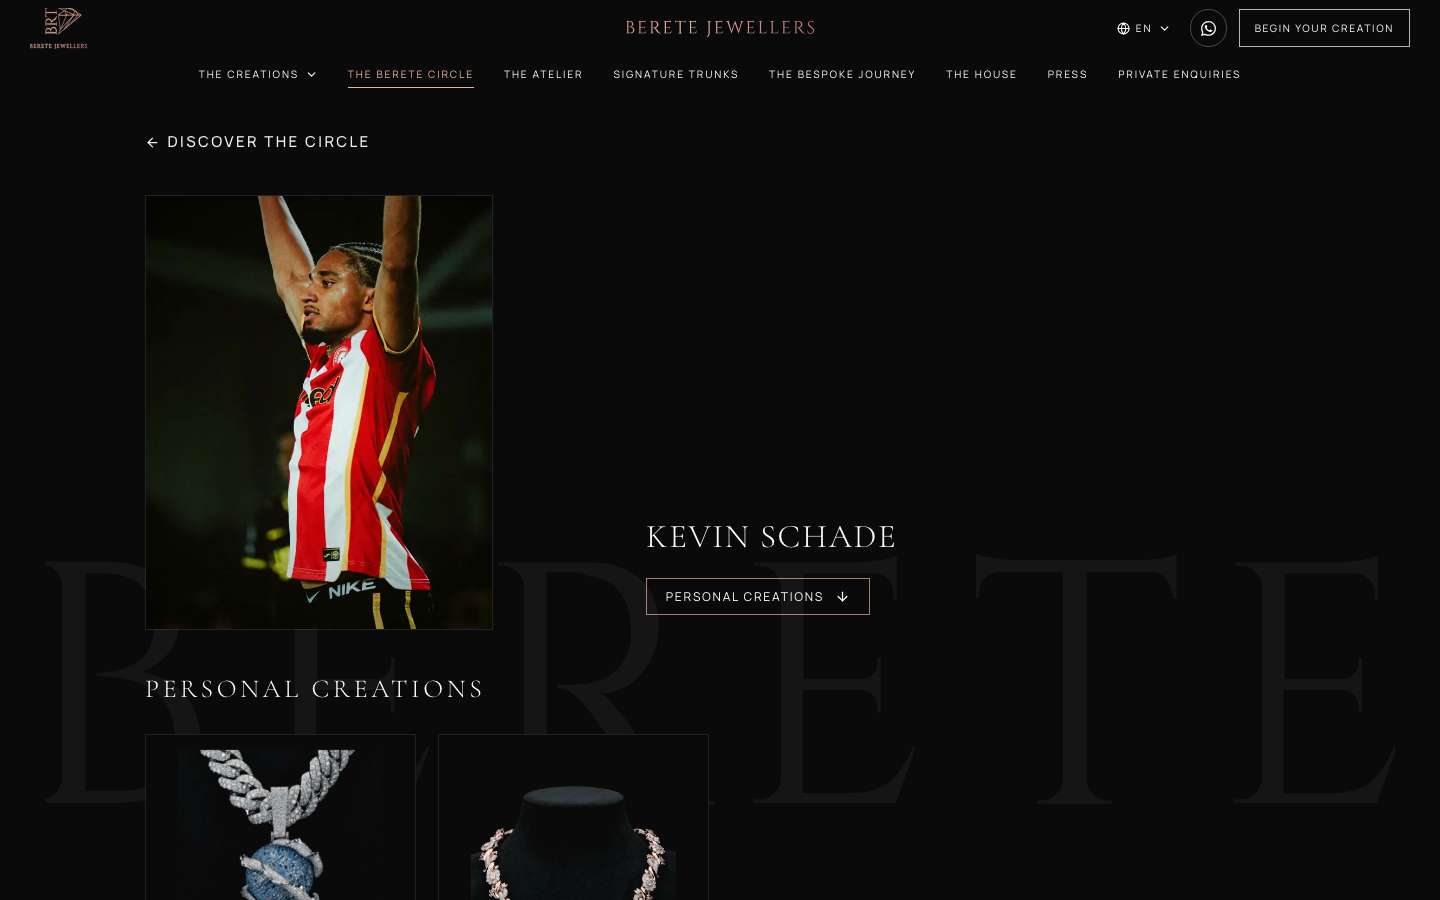 BRT
BERETE JEWELLERS
BERETE JEWELLERS
EN
BEGIN YOUR CREATION
THE CREATIONS
THE BERETE CIRCLE
THE ATELIER
SIGNATURE TRUNKS
THE BESPOKE JOURNEY
THE HOUSE
PRESS
PRIVATE ENQUIRIES
← DISCOVER THE CIRCLE
NIKE
KEVIN SCHADE
PERSONAL CREATIONS ↓
BERETE
PERSONAL CREATIONS